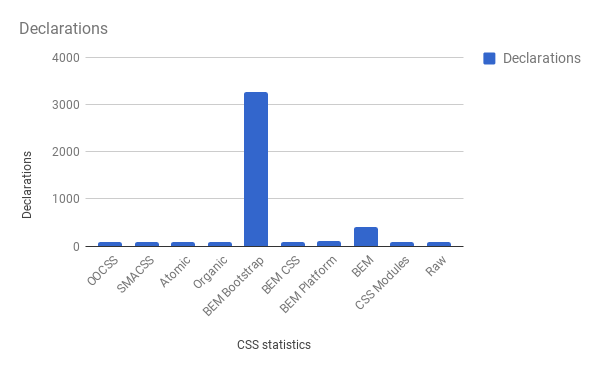 Declarations
Declarations
4000
3000
2000
1000
0
Declarations
OOCSS
SMACSS
Atomic
Organic
BEM Bootstrap
BEM CSS
BEM Platform
BEM
CSS Modules
Raw
CSS statistics